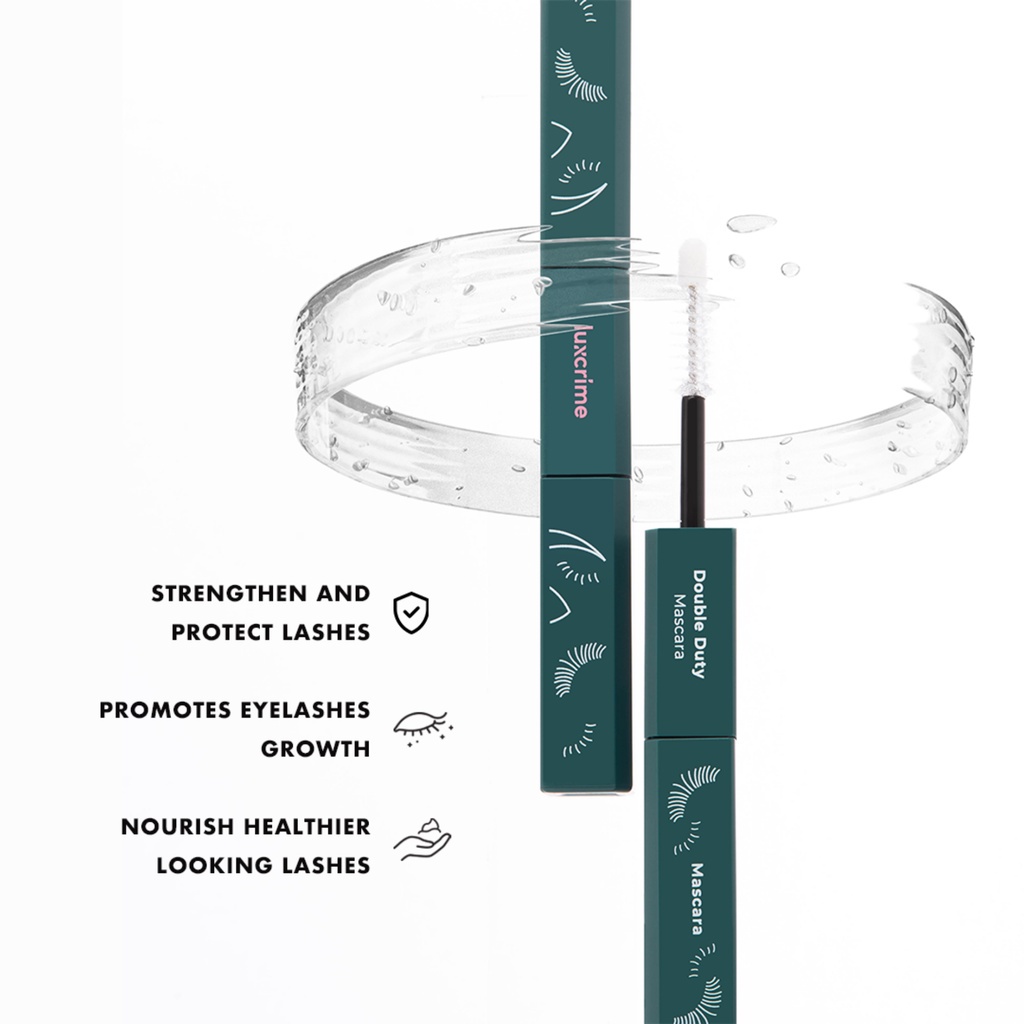 luxcrime
Double Duty
Mascara
STRENGTHEN AND
PROTECT LASHES
PROMOTES EYELASHES
GROWTH
NOURISH HEALTHIER
LOOKING LASHES
Mascara